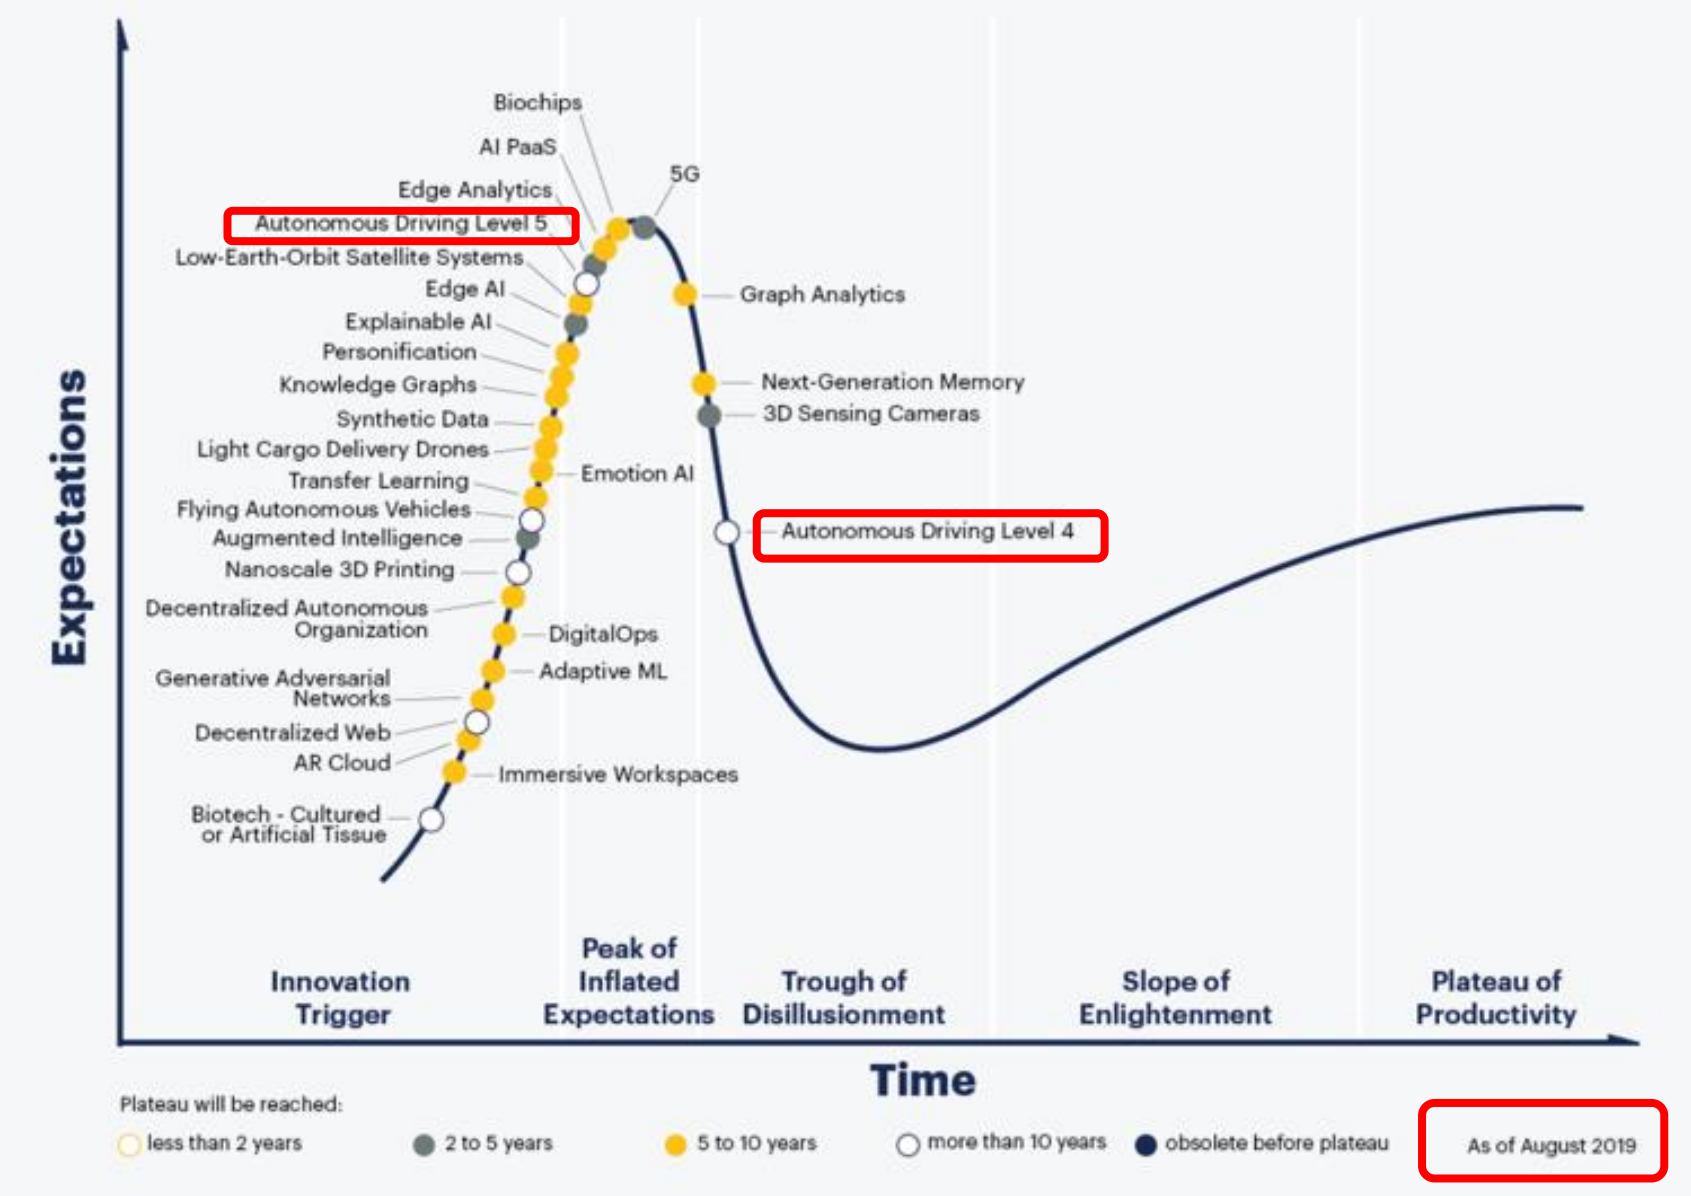 Biochips
AI PaaS
5G
Edge Analytics
Autonomous Driving Level 5
Low-Earth-Orbit Satellite Systems
Edge AI
Graph Analytics
Explainable AI
Personification
Knowledge Graphs
Next-Generation Memory
3D Sensing Cameras
Synthetic Data
Light Cargo Delivery Drones
Emotion AI
Transfer Learning
Flying Autonomous Vehicles
Autonomous Driving Level 4
Augmented Intelligence
Nanoscale 3D Printing
Decentralized Autonomous
Organization
DigitalOps
Adaptive ML
Generative Adversarial
Networks
Decentralized Web
AR Cloud
Immersive Workspaces
Biotech - Cultured
or Artificial Tissue
Expectations
Innovation
Trigger
Peak of
Inflated
Expectations
Trough of
Disillusionment
Slope of
Enlightenment
Plateau of
Productivity
Time
Plateau will be reached:
less than 2 years
2 to 5 years
5 to 10 years
more than 10 years
obsolete before plateau
As of August 2019